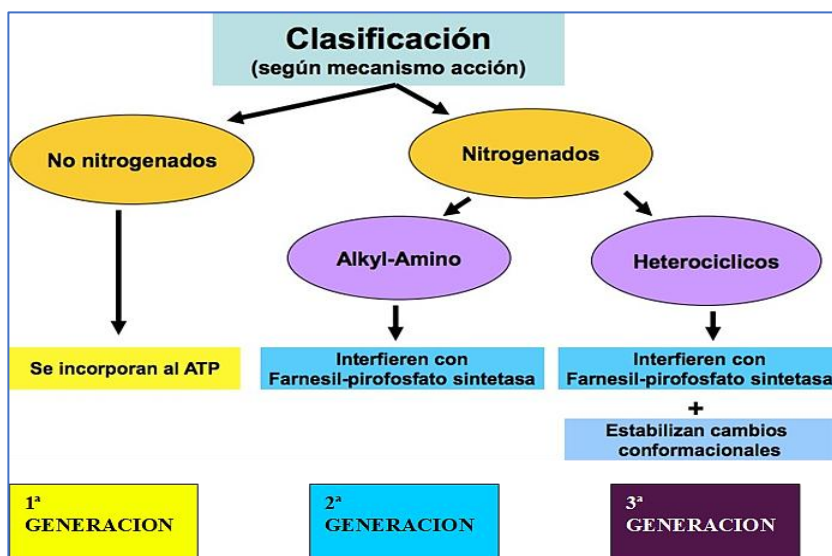 Clasificación
(según mecanismo acción)
No nitrogenados
Nitrogenados
Alkyl-Amino
Heterociclicos
Se incorporan al ATP
Interfieren con
Farnesil-pirofosfato sintetasa
Interfieren con
Farnesil-pirofosfato sintetasa
+
Estabilizan cambios
conformacionales
1ª
GENERACION
2ª
GENERACION
3ª
GENERACION